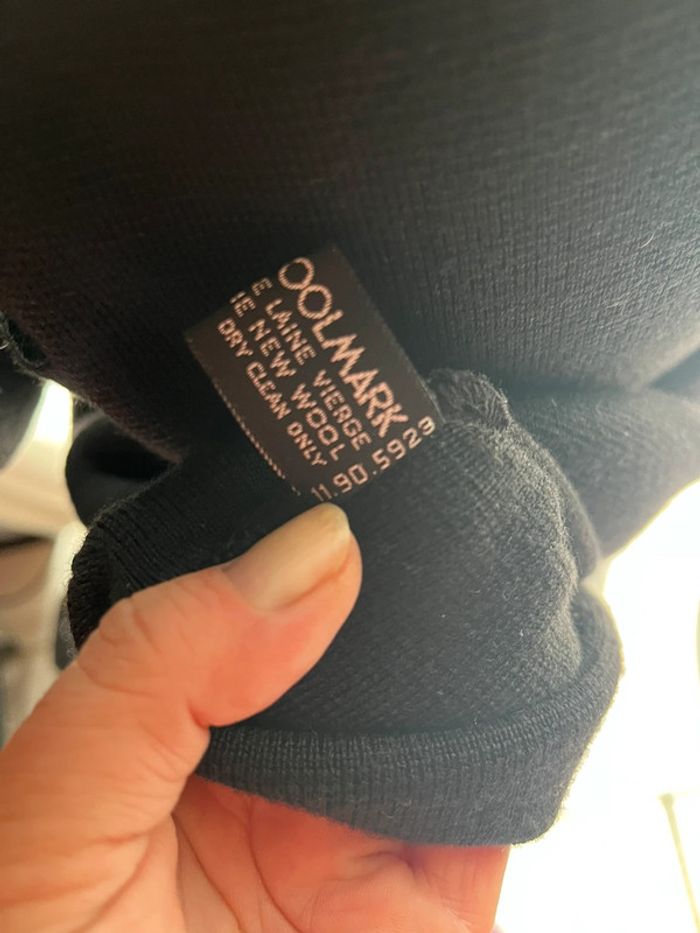 OOLMARK
E LAINE VIERGE
IE NEW WOOL
DRY CLEAN ONLY
11.90.5923